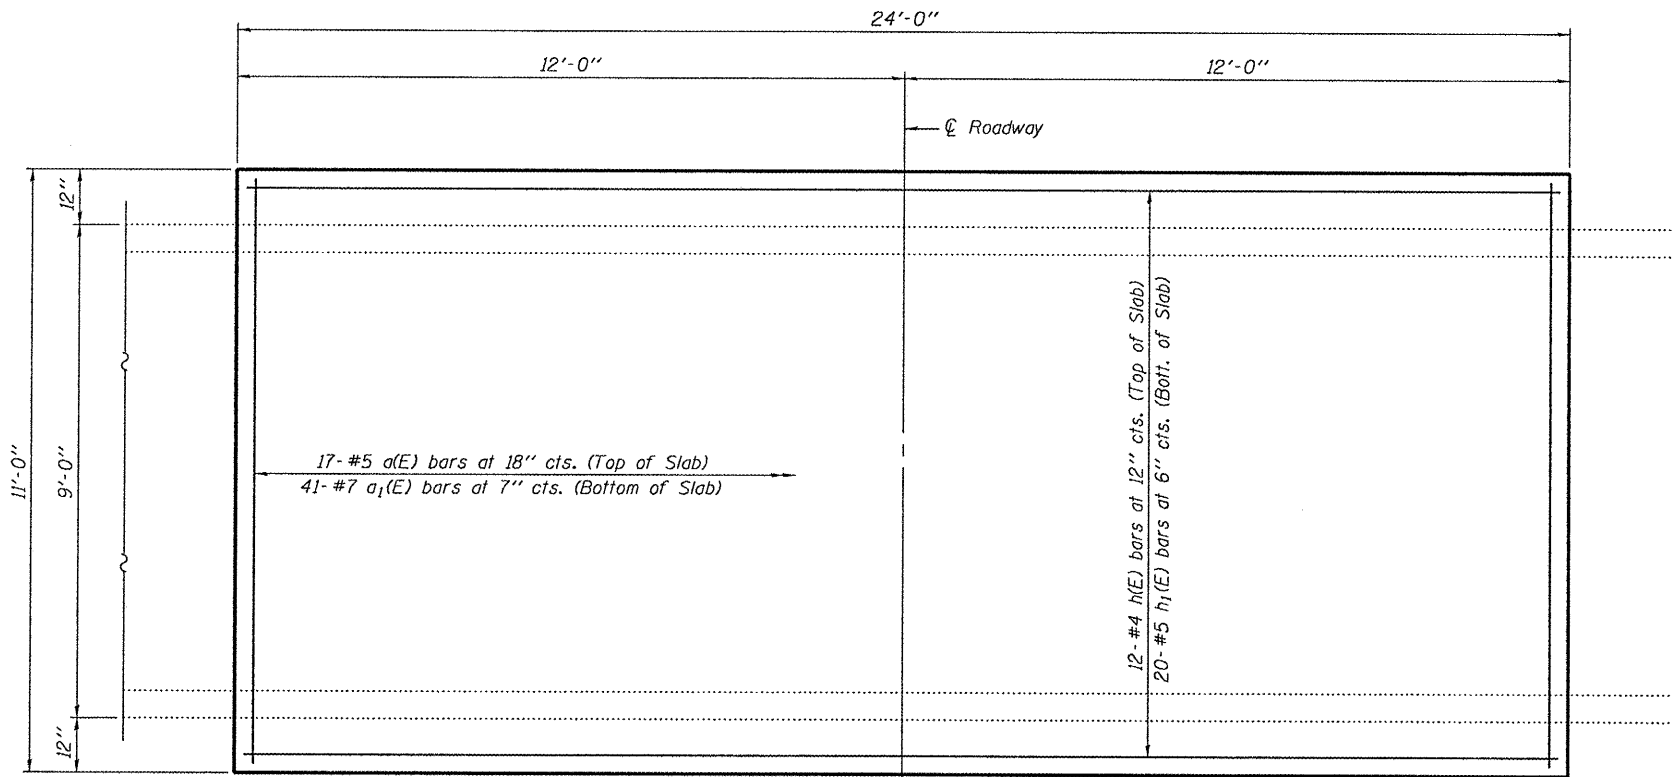 24'-0"
12'-0"
12'-0"
℄ Roadway
12"
11'-0"
9'-0"
17- #5 a(E) bars at 18" cts. (Top of Slab)
41- #7 a₁(E) bars at 7" cts. (Bottom of Slab)
12- #4 h(E) bars at 12" cts. (Top of Slab)
20- #5 h₁(E) bars at 6" cts. (Bott. of Slab)
12"